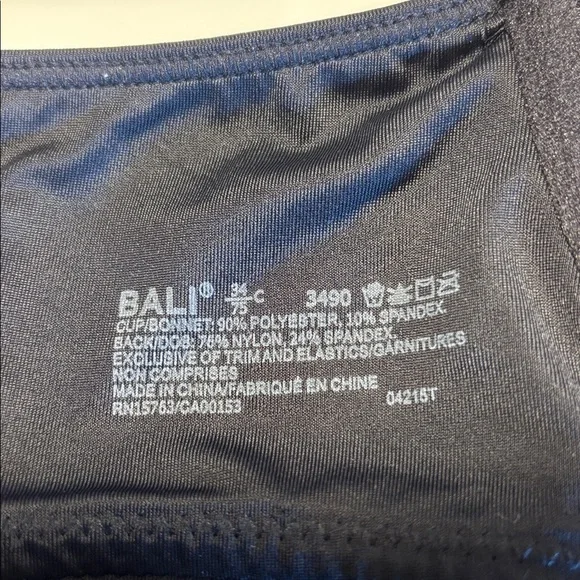 BALI® 34/75 C 3490
CUP/BONNET: 90% POLYESTER, 10% SPANDEX.
BACK/DOS: 76% NYLON, 24% SPANDEX.
EXCLUSIVE OF TRIM AND ELASTICS/GARNITURES
NON COMPRISES
MADE IN CHINA/FABRIQUÉ EN CHINE
RN15763/CA00153 04215T